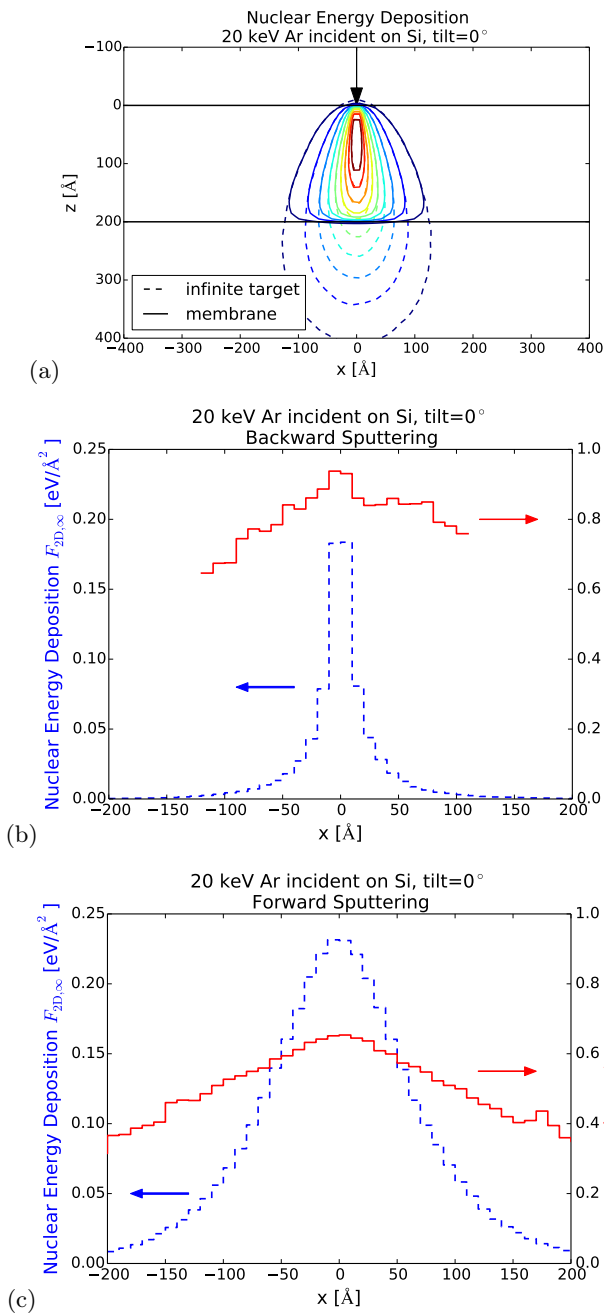 Nuclear Energy Deposition
20 keV Ar incident on Si, tilt=0°
−100
0
100
200
300
400
z [Å]
infinite target
membrane
−400 −300 −200 −100 0 100 200 300 400
x [Å]
(a)
20 keV Ar incident on Si, tilt=0°
Backward Sputtering
Nuclear Energy Deposition F2D,∞ [eV/Å²]
0.25
0.20
0.15
0.10
0.05
0.00
1.0
0.8
0.6
0.4
0.2
0.0
−200 −150 −100 −50 0 50 100 150 200
x [Å]
(b)
20 keV Ar incident on Si, tilt=0°
Forward Sputtering
Nuclear Energy Deposition F2D,∞ [eV/Å²]
0.25
0.20
0.15
0.10
0.05
0.00
1.0
0.8
0.6
0.4
0.2
0.0
−200 −150 −100 −50 0 50 100 150 200
x [Å]
(c)